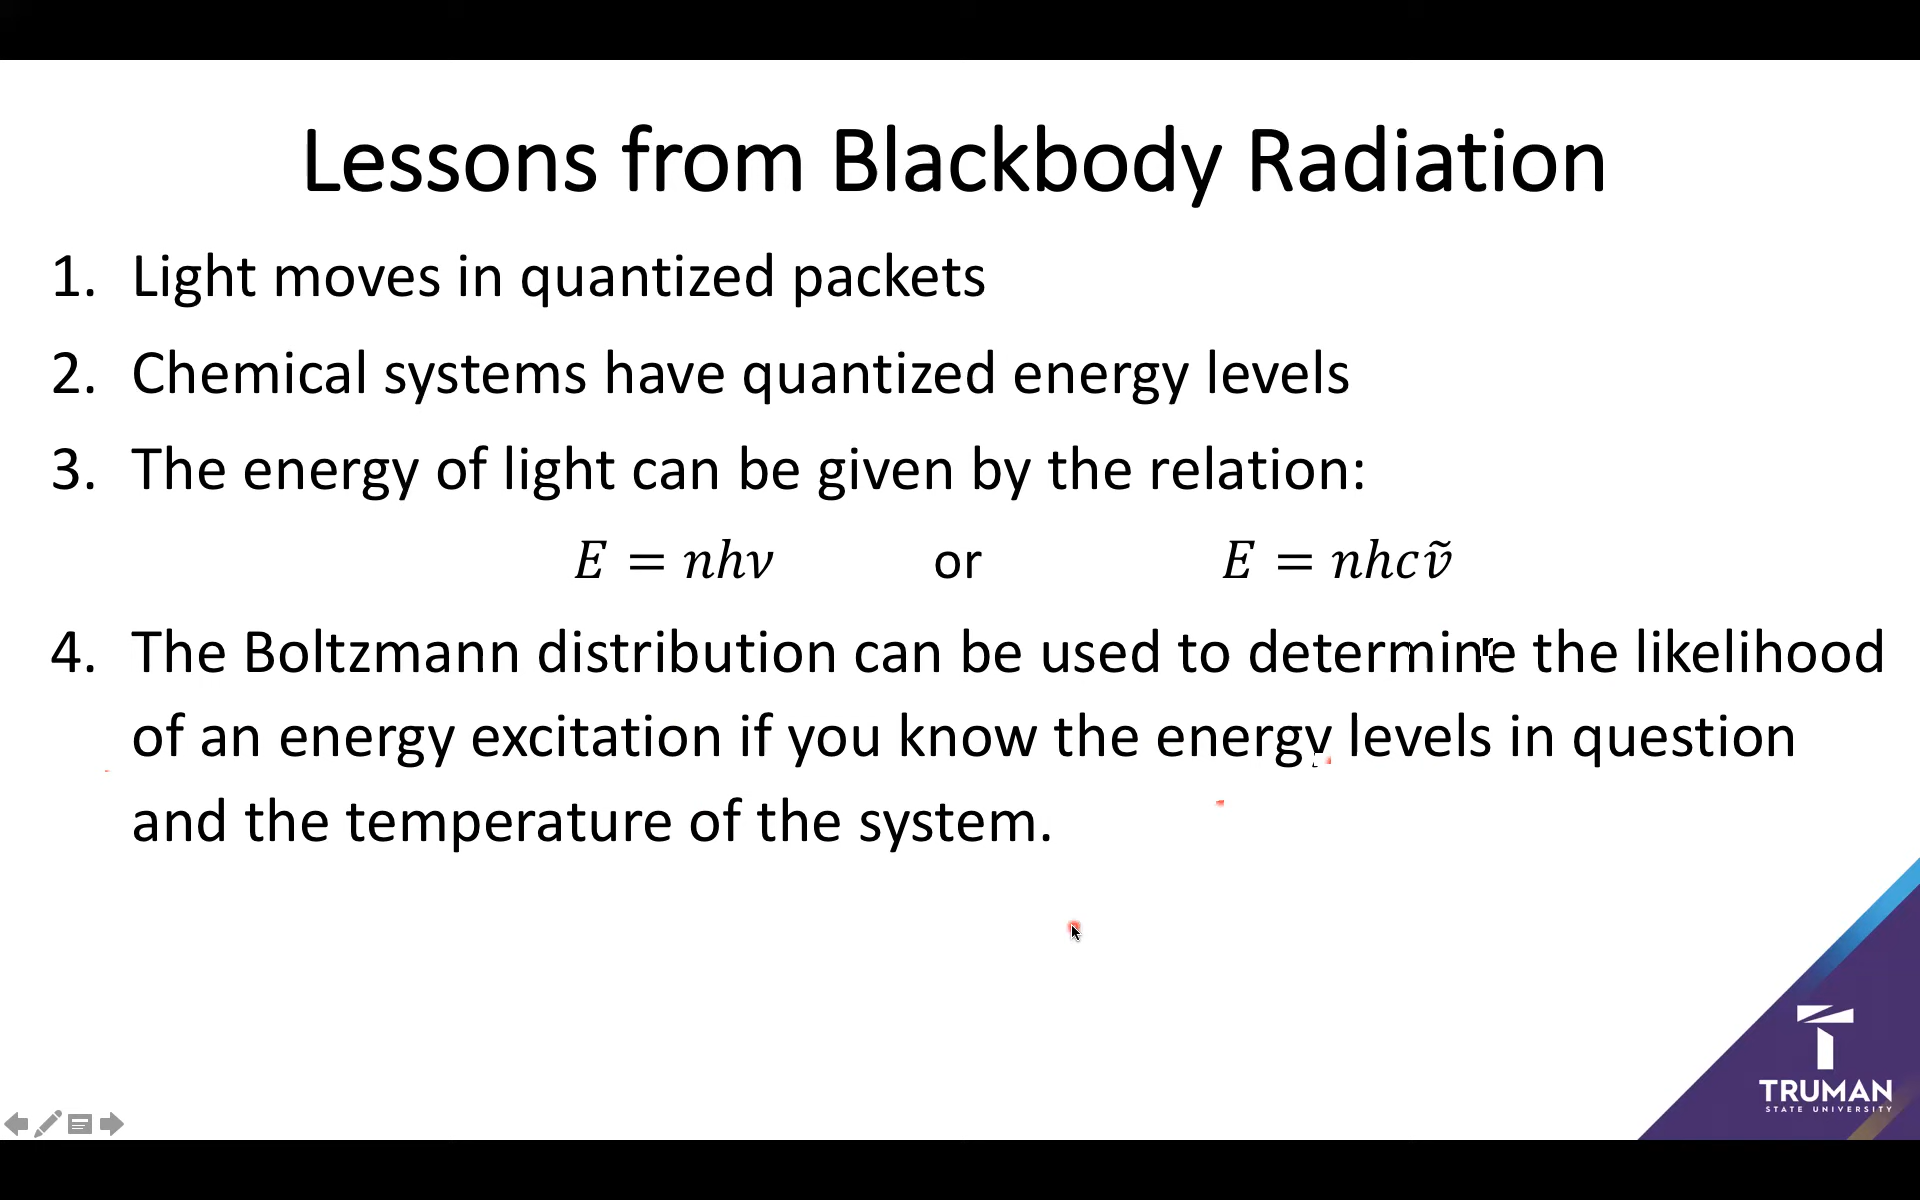 Lessons from Blackbody Radiation
1. Light moves in quantized packets
2. Chemical systems have quantized energy levels
3. The energy of light can be given by the relation:
E = nhν or E = nhcṽ
4. The Boltzmann distribution can be used to determine the likelihood
of an energy excitation if you know the energy levels in question
and the temperature of the system.
TRUMAN
STATE UNIVERSITY